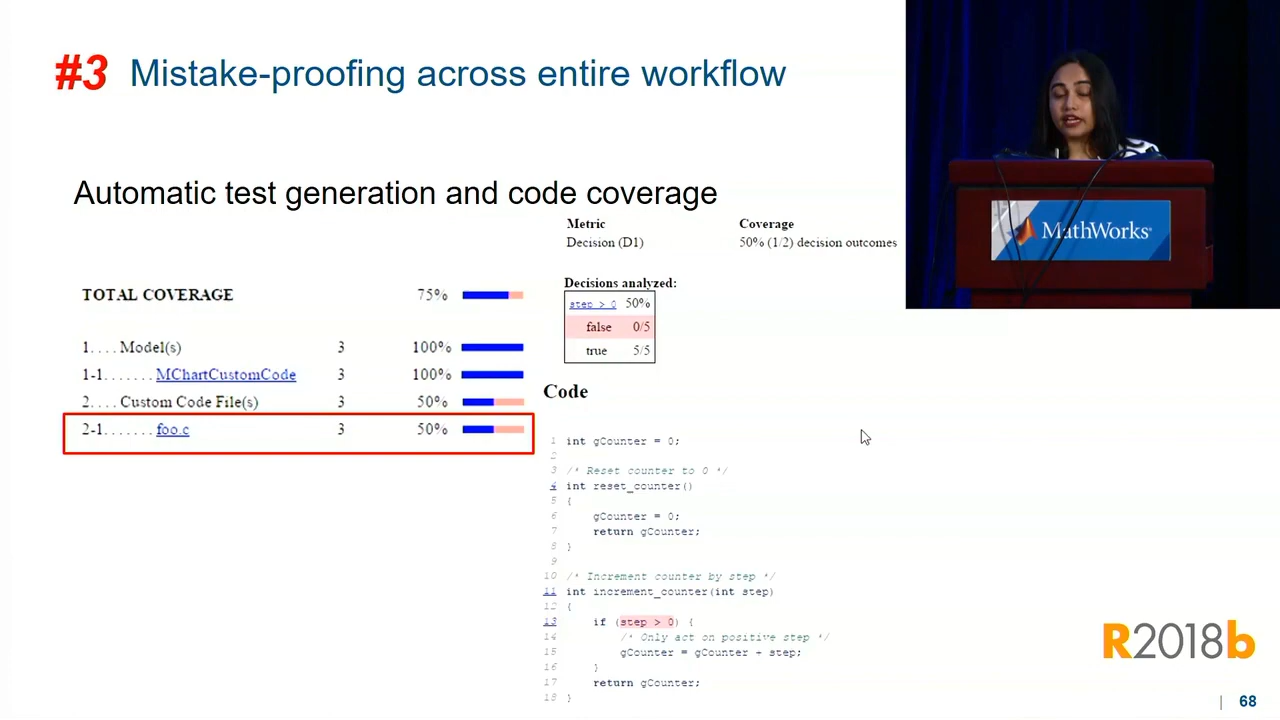 #3 Mistake-proofing across entire workflow
Automatic test generation and code coverage
TOTAL COVERAGE 75%
1.... Model(s) 3 100%
1-1....... MChartCustomCode 3 100%
2.... Custom Code File(s) 3 50%
2-1....... foo.c 3 50%
Metric Coverage
Decision (D1) 50% (1/2) decision outcomes
Decisions analyzed:
step > 0 50%
false 0/5
true 5/5
Code
1 int gCounter = 0;
2
3 /* Reset counter to 0 */
4 int reset_counter()
5 {
6 gCounter = 0;
7 return gCounter;
8 }
9
10 /* Increment counter by step */
11 int increment_counter(int step)
12 {
13 if (step > 0) {
14 /* Only act on positive step */
15 gCounter = gCounter + step;
16 }
17 return gCounter;
18 }
MathWorks®
R2018b
| 68